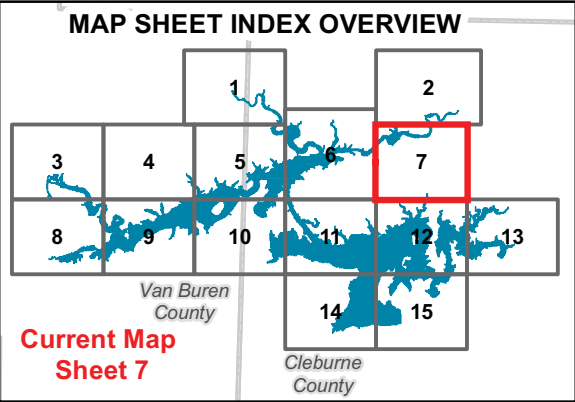 MAP SHEET INDEX OVERVIEW
1
2
3
4
5
6
7
8
9
10
11
12
13
14
15
Van Buren
County
Current Map
Sheet 7
Cleburne
County